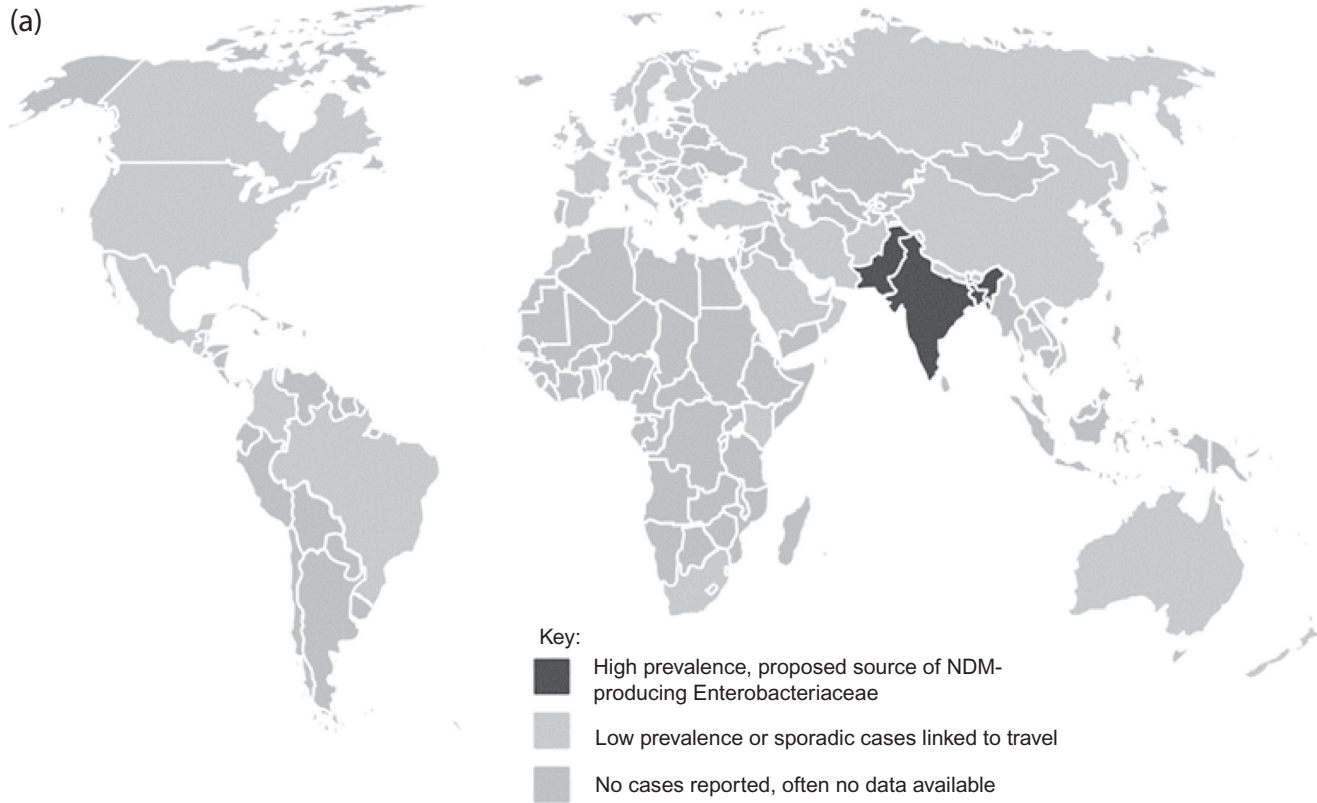 (a)
Key:
High prevalence, proposed source of NDM-
producing Enterobacteriaceae
Low prevalence or sporadic cases linked to travel
No cases reported, often no data available